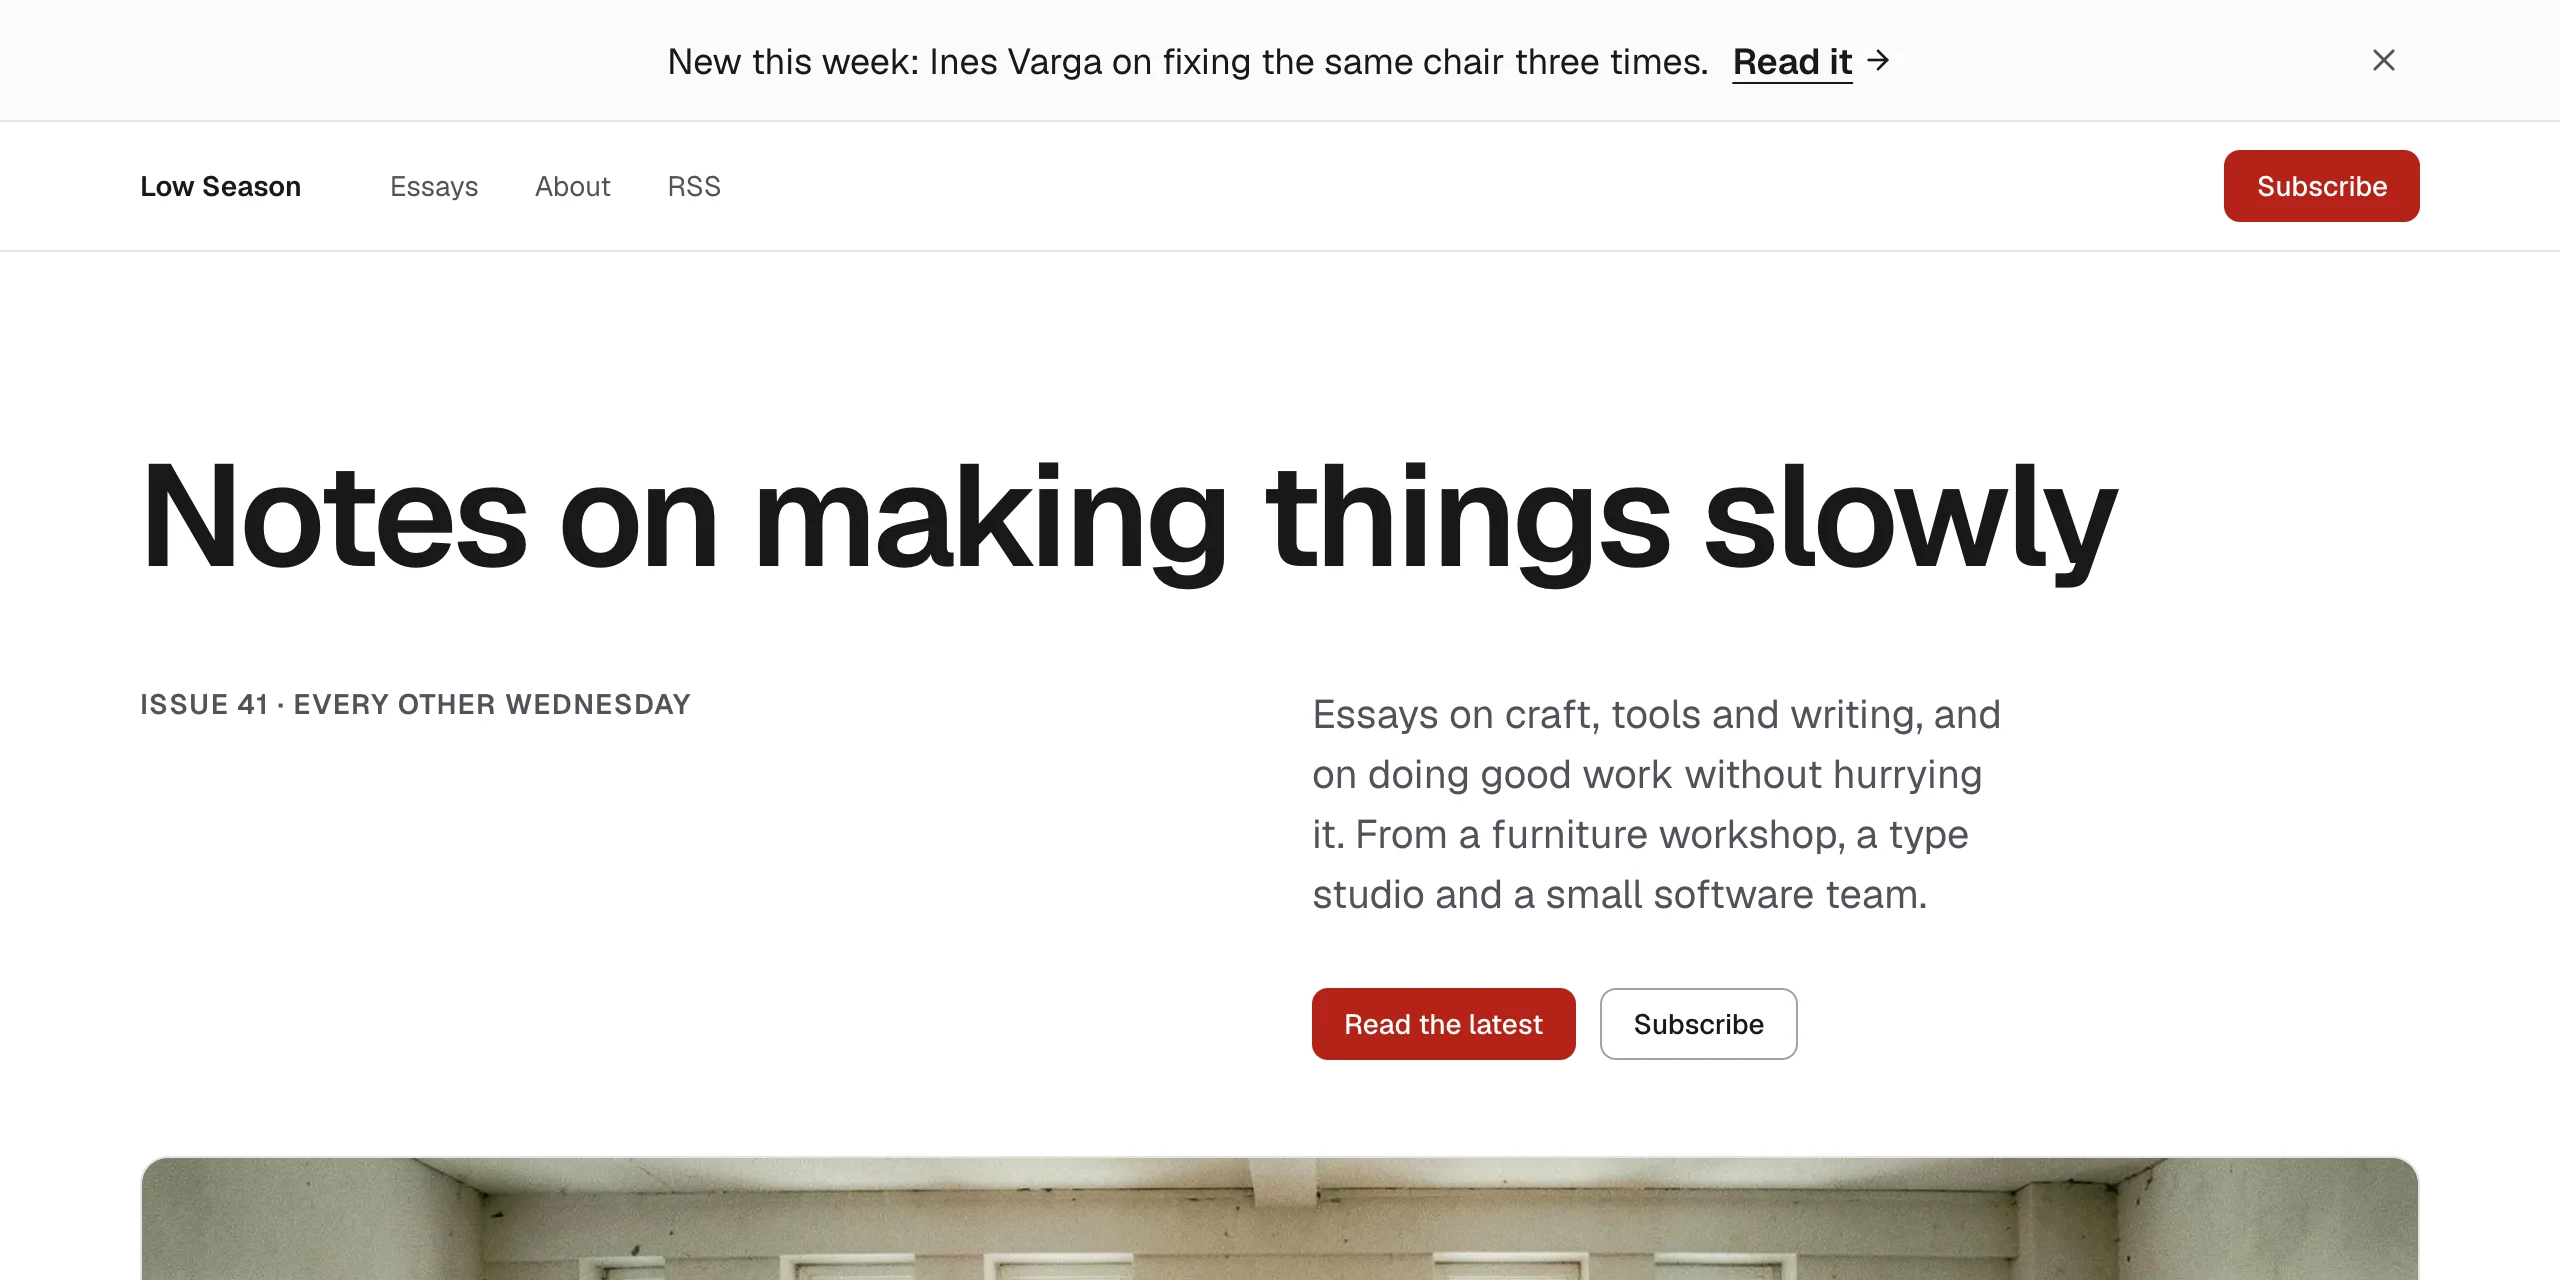 New this week: Ines Varga on fixing the same chair three times. Read it →
Low Season Essays About RSS Subscribe
Notes on making things slowly
ISSUE 41 · EVERY OTHER WEDNESDAY
Essays on craft, tools and writing, and
on doing good work without hurrying
it. From a furniture workshop, a type
studio and a small software team.
Read the latest Subscribe